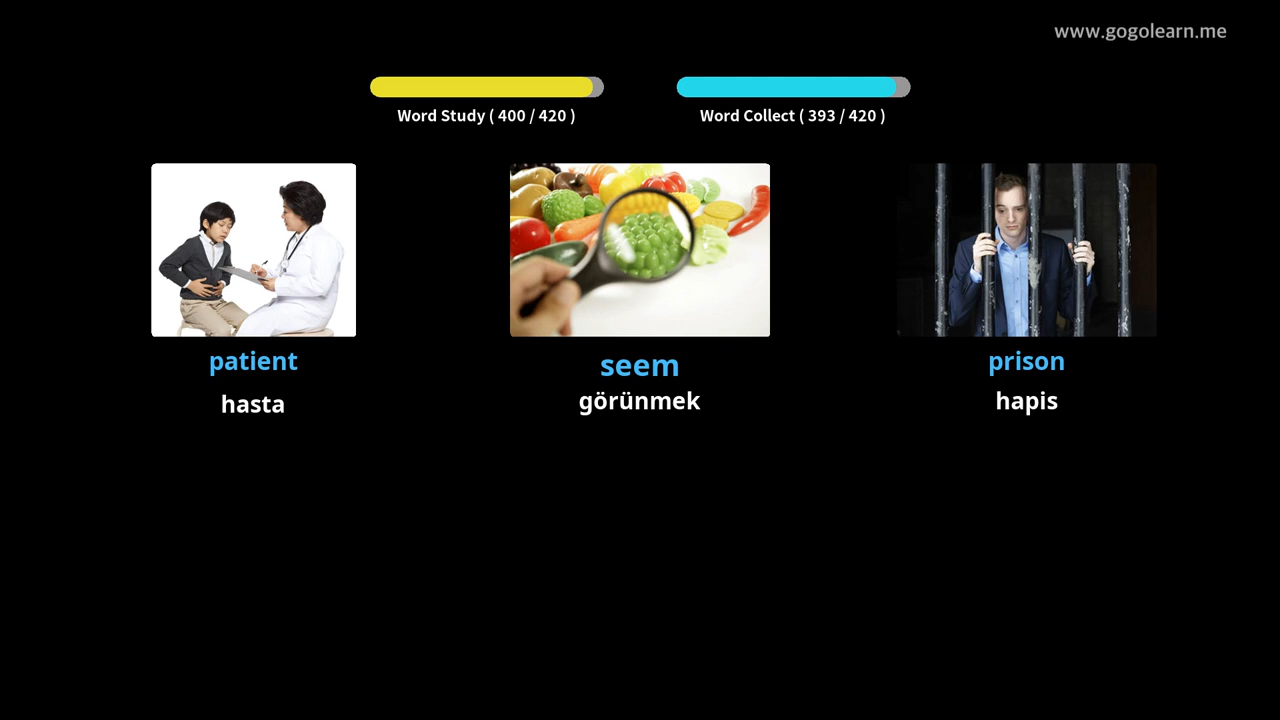 www.gogolearn.me
Word Study ( 400 / 420 )
Word Collect ( 393 / 420 )
patient
hasta
seem
görünmek
prison
hapis